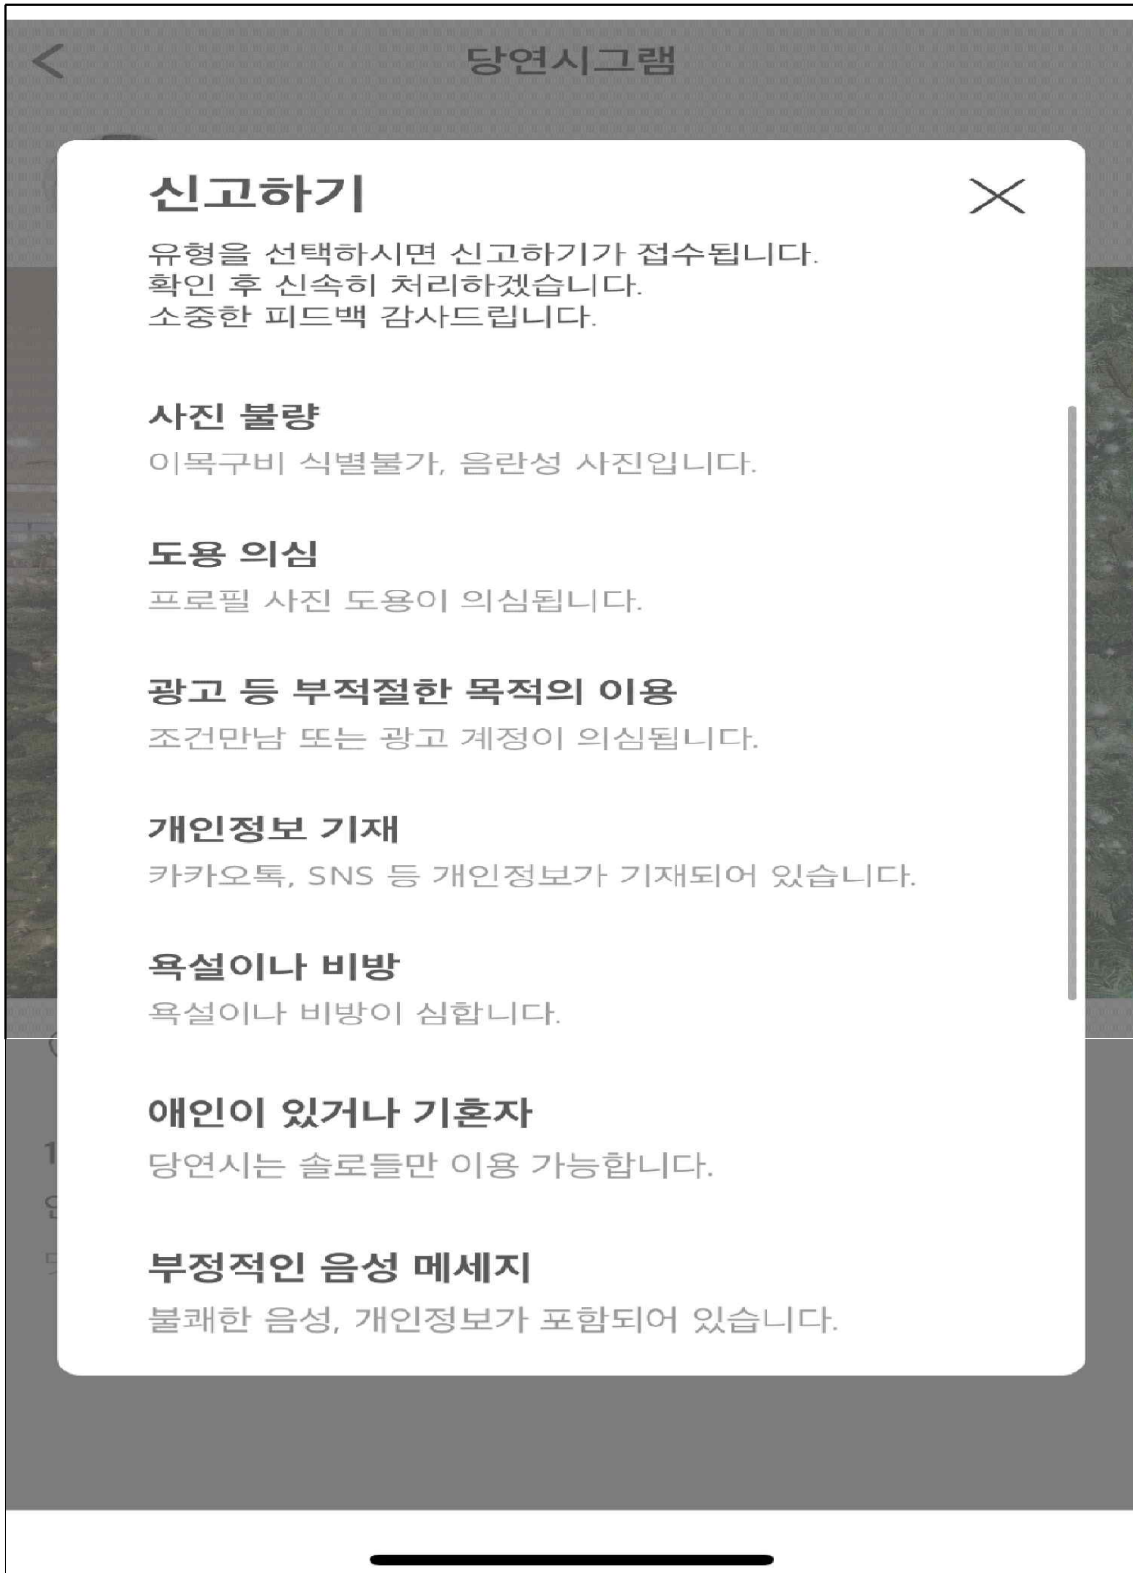 당연시그램
신고하기
유형을 선택하시면 신고하기가 접수됩니다.
확인 후 신속히 처리하겠습니다.
소중한 피드백 감사드립니다.
사진 불량
이목구비 식별불가, 음란성 사진입니다.
도용 의심
프로필 사진 도용이 의심됩니다.
광고 등 부적절한 목적의 이용
조건만남 또는 광고 계정이 의심됩니다.
개인정보 기재
카카오톡, SNS 등 개인정보가 기재되어 있습니다.
욕설이나 비방
욕설이나 비방이 심합니다.
애인이 있거나 기혼자
당연시는 솔로들만 이용 가능합니다.
부정적인 음성 메세지
불쾌한 음성, 개인정보가 포함되어 있습니다.